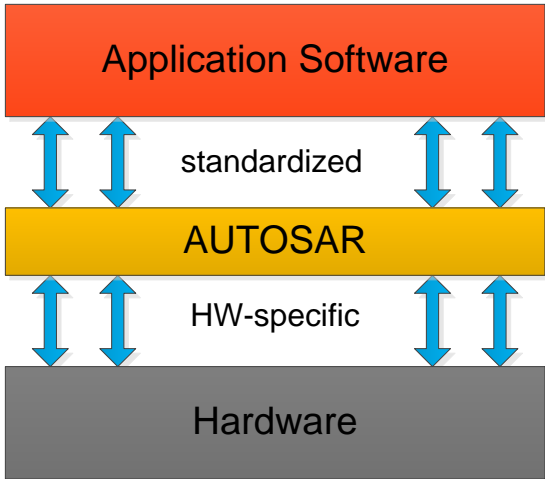 Application Software
standardized
AUTOSAR
HW-specific
Hardware